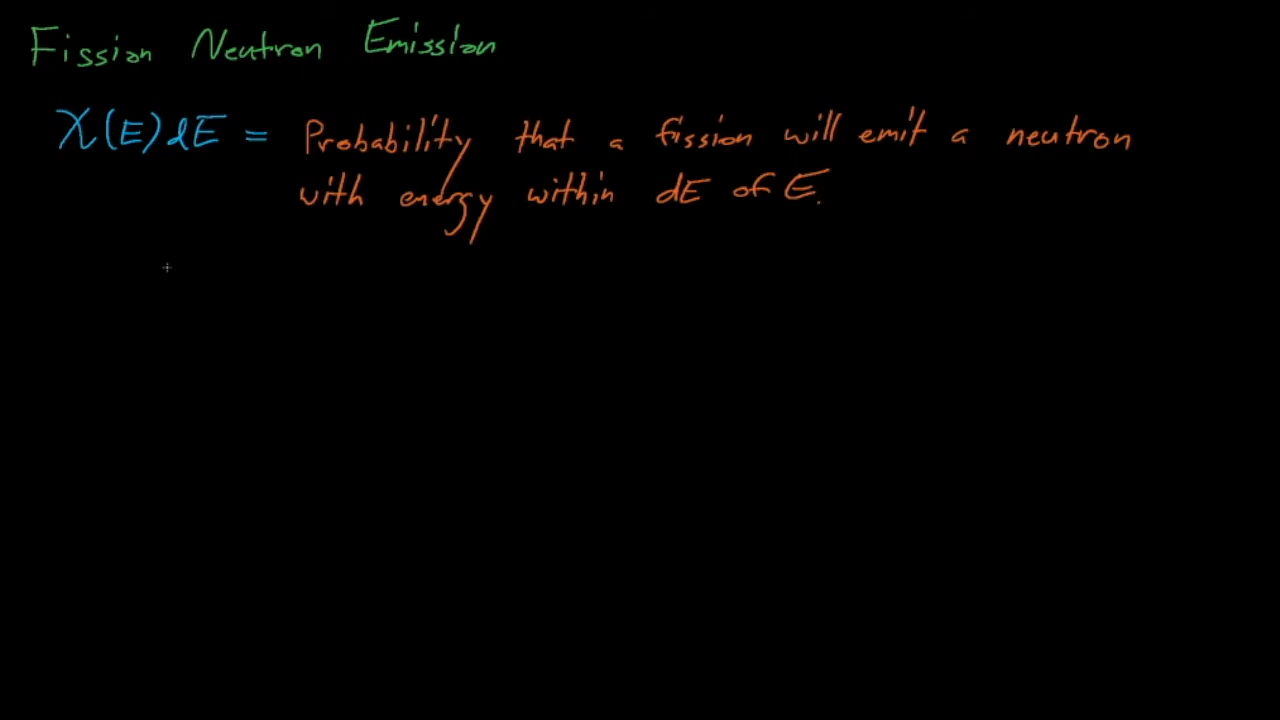 Fission Neutron Emission
χ(E)dE = Probability that a fission will emit a neutron
with energy within dE of E.